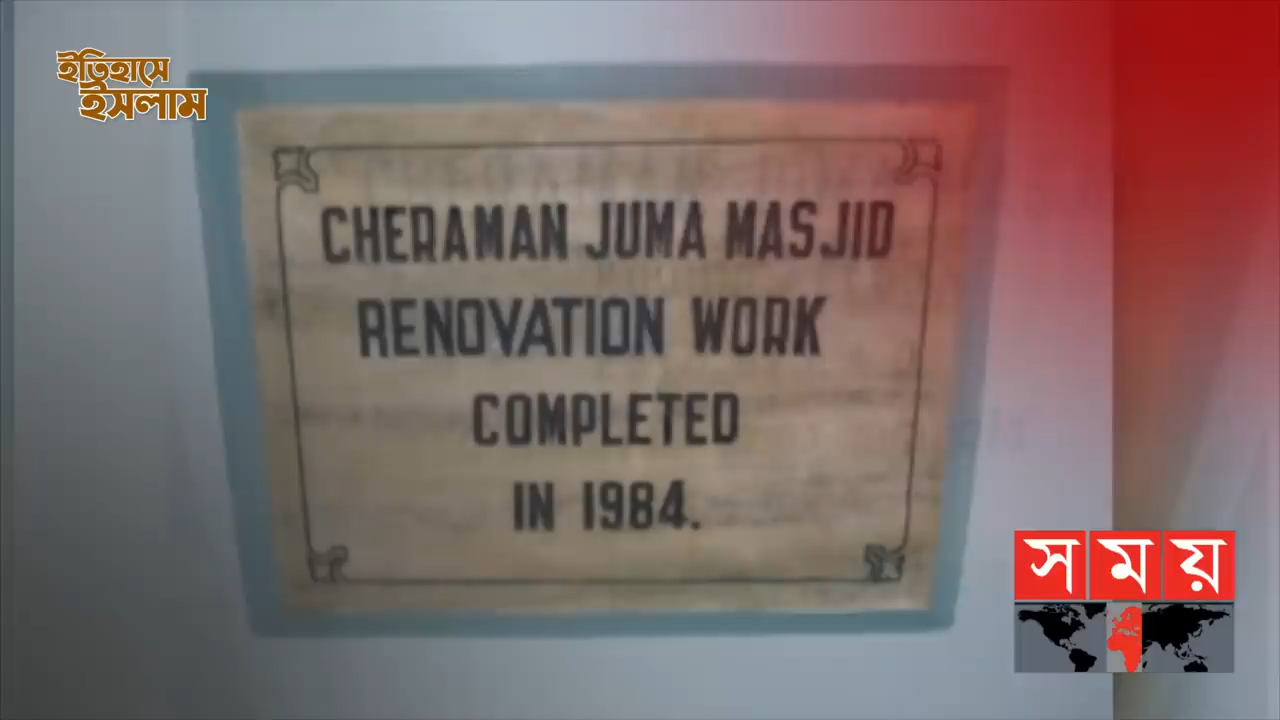 ইতিহাসে
ইসলাম
CHERAMAN JUMA MASJID
RENOVATION WORK
COMPLETED
IN 1984.
সময়